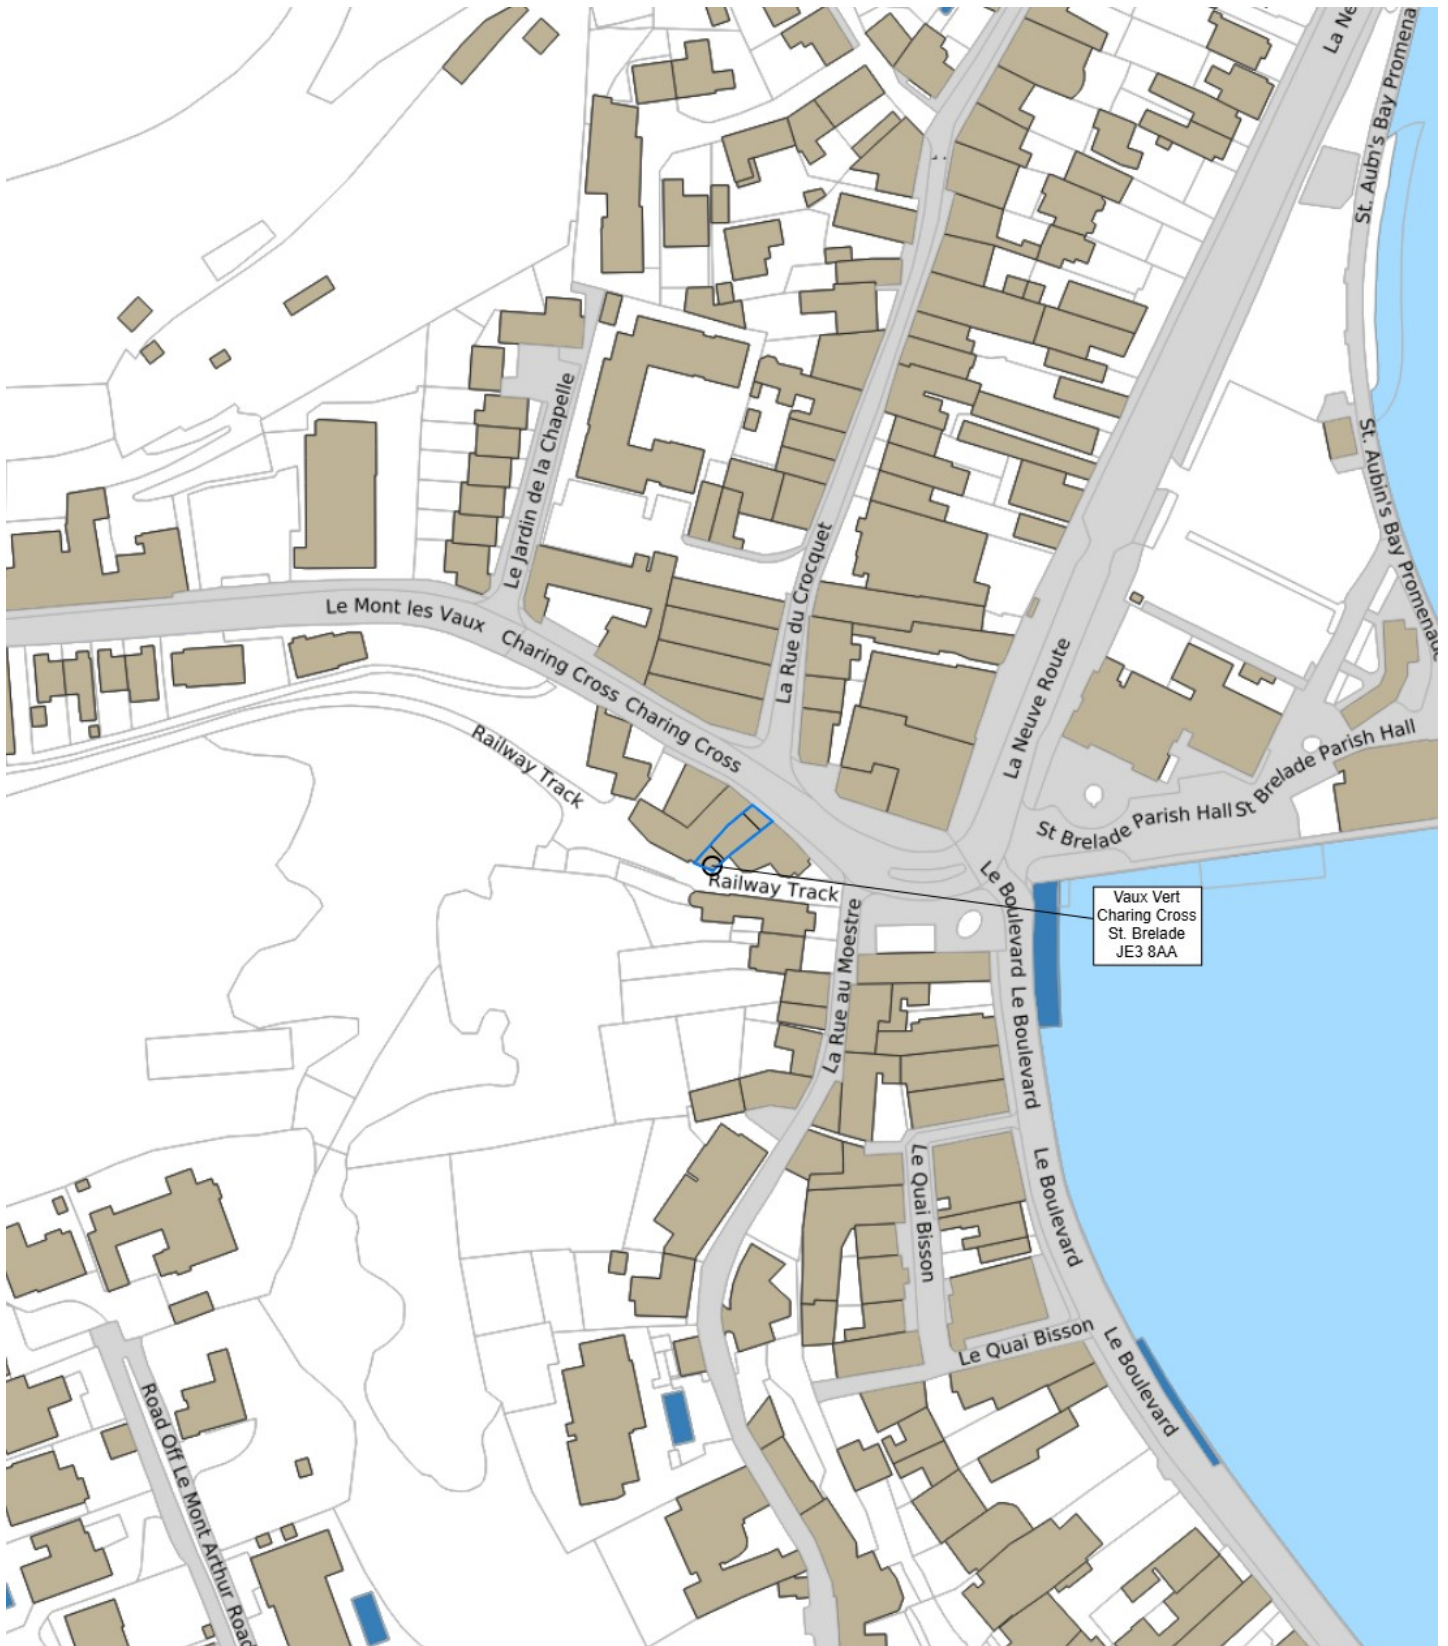 La Ne
St. Aubin's Bay Promena
Le Jardin de la Chapelle
St. Aubin's Bay Promenade
La Rue du Crocquet
Le Mont les Vaux
Charing Cross
Charing Cross
La Neuve Route
Railway Track
St Brelade Parish Hall
St Brelade Parish Hall
Railway Track
Vaux Vert
Charing Cross
St. Brelade
JE3 8AA
Le Boulevard
La Rue au Moestre
Le Boulevard
Le Quai Bisson
Le Boulevard
Le Quai Bisson
Le Boulevard
Road Off Le Mont Arthur Road